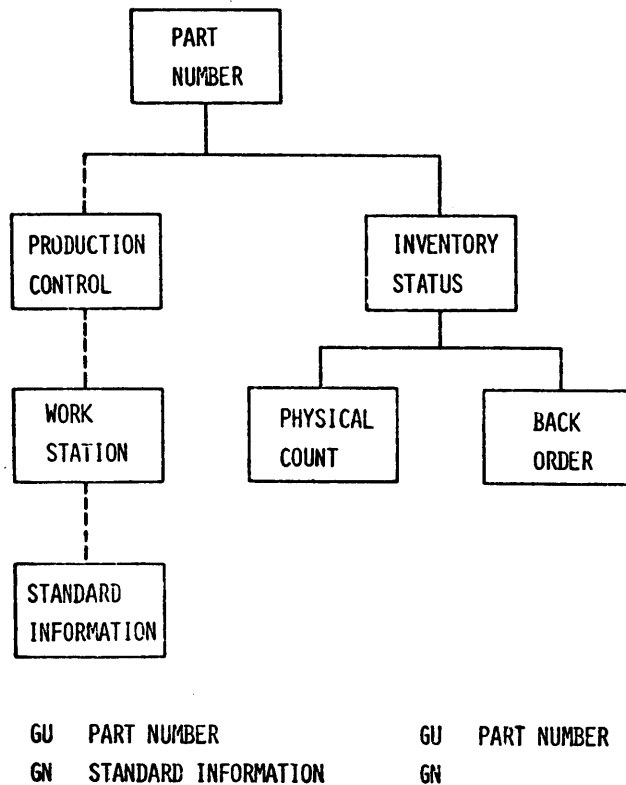 PART
NUMBER
PRODUCTION
CONTROL
INVENTORY
STATUS
WORK
STATION
PHYSICAL
COUNT
BACK
ORDER
STANDARD
INFORMATION
GU PART NUMBER GU PART NUMBER
GN STANDARD INFORMATION GN